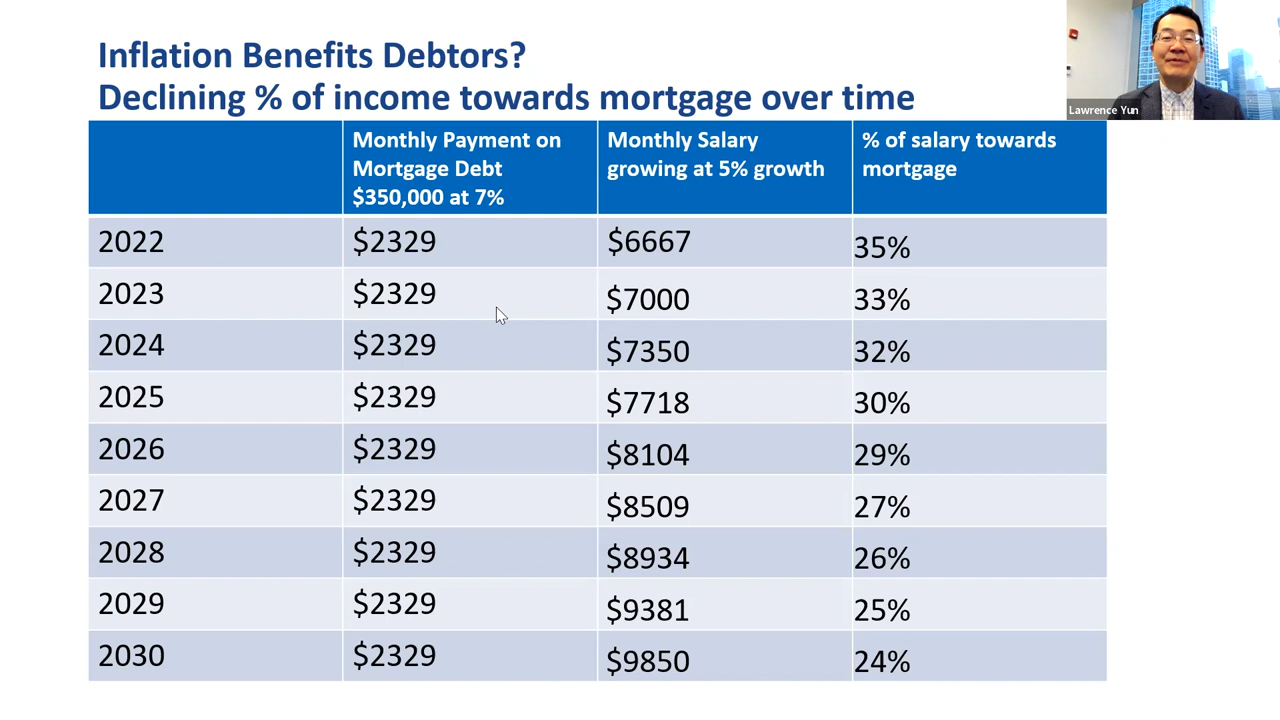 Inflation Benefits Debtors?
Declining % of income towards mortgage over time
Lawrence Yun
Monthly Payment on
Mortgage Debt
$350,000 at 7%
Monthly Salary
growing at 5% growth
% of salary towards
mortgage
2022 $2329 $6667 35%
2023 $2329 $7000 33%
2024 $2329 $7350 32%
2025 $2329 $7718 30%
2026 $2329 $8104 29%
2027 $2329 $8509 27%
2028 $2329 $8934 26%
2029 $2329 $9381 25%
2030 $2329 $9850 24%